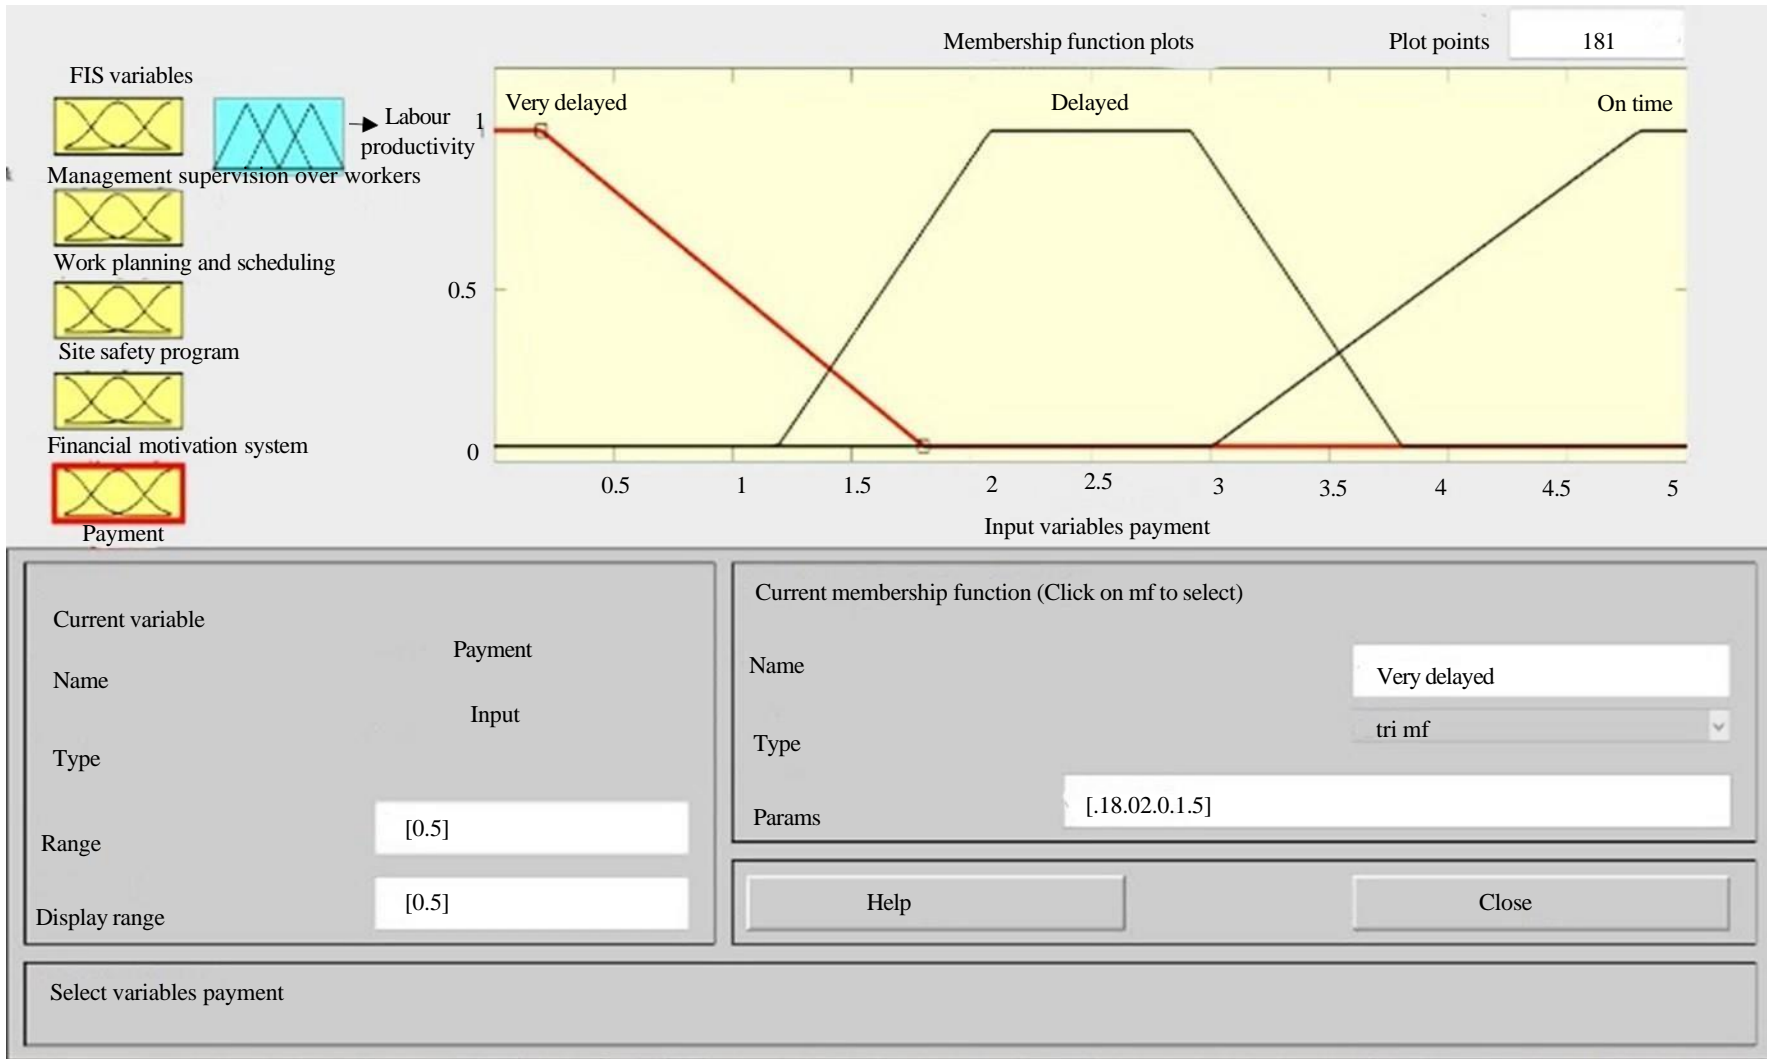 Membership function plots
Plot points
181
FIS variables
Labour
productivity
Management supervision over workers
Work planning and scheduling
Site safety program
Financial motivation system
Payment
Very delayed
Delayed
On time
1
0.5
0
0.5
1
1.5
2
2.5
3
3.5
4
4.5
5
Input variables payment
Current variable
Name
Payment
Type
Input
Range
[0.5]
Display range
[0.5]
Current membership function (Click on mf to select)
Name
Very delayed
Type
tri mf
Params
[.18.02.0.1.5]
Help
Close
Select variables payment